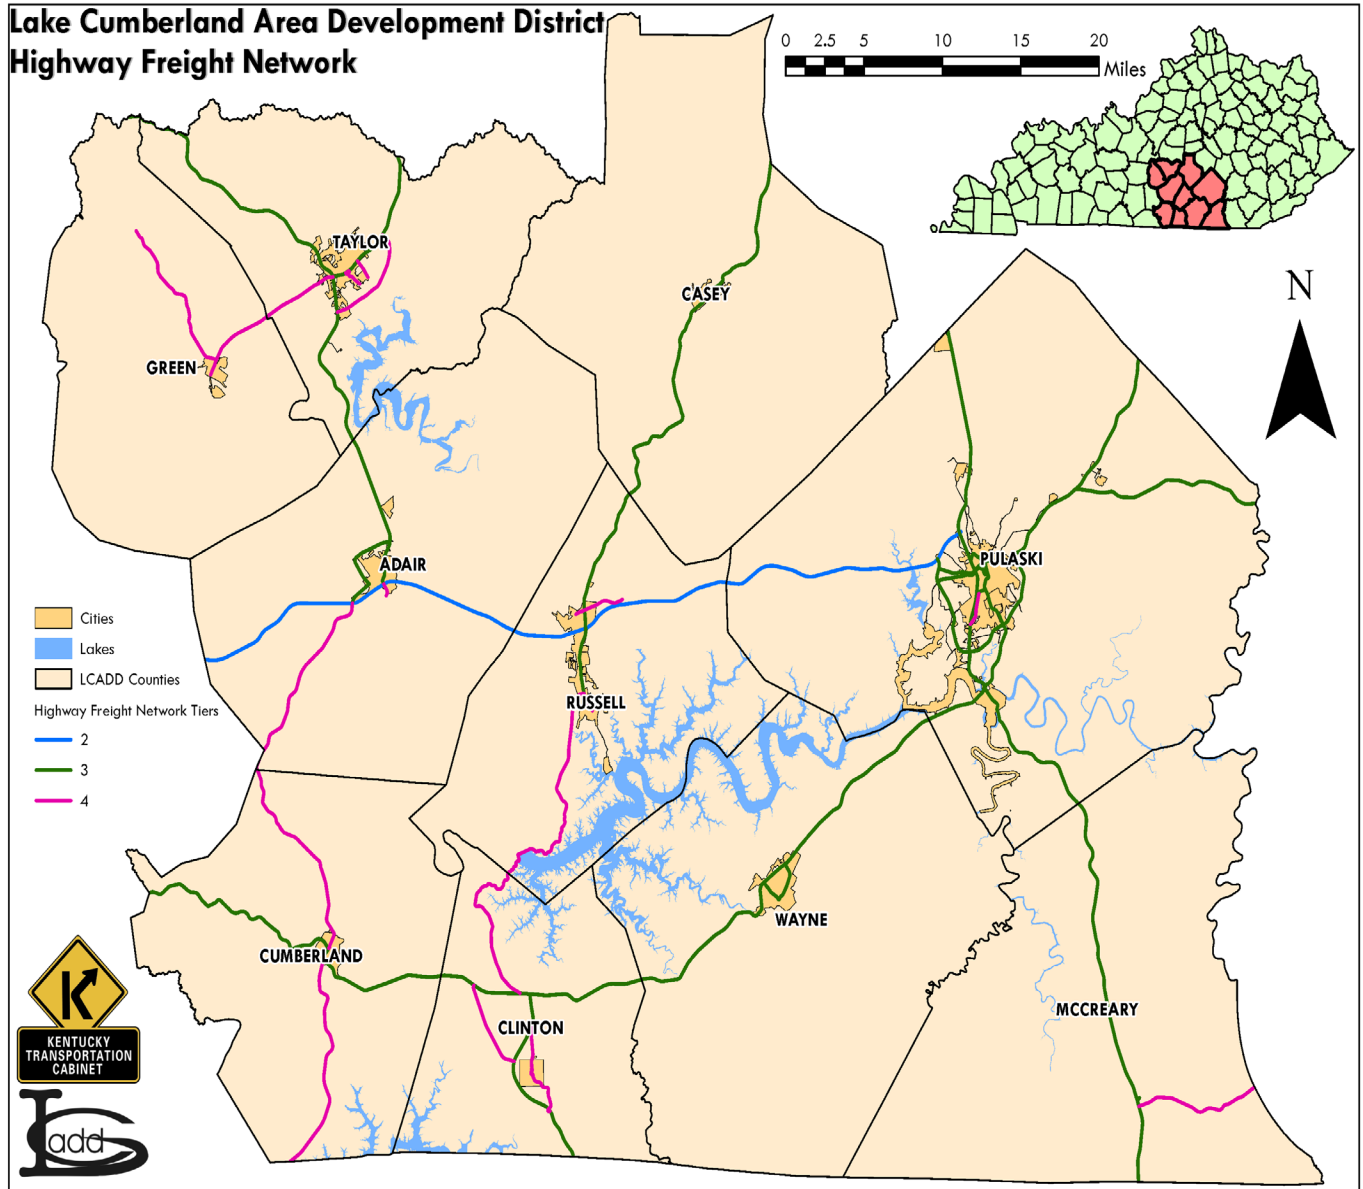 Lake Cumberland Area Development District
Highway Freight Network
0 2.5 5 10 15 20
Miles
N
TAYLOR
CASEY
GREEN
ADAIR
PULASKI
RUSSELL
WAYNE
CUMBERLAND
CLINTON
MCCREARY
Cities
Lakes
LCADD Counties
Highway Freight Network Tiers
2
3
4
K
KENTUCKY
TRANSPORTATION
CABINET
LC
add